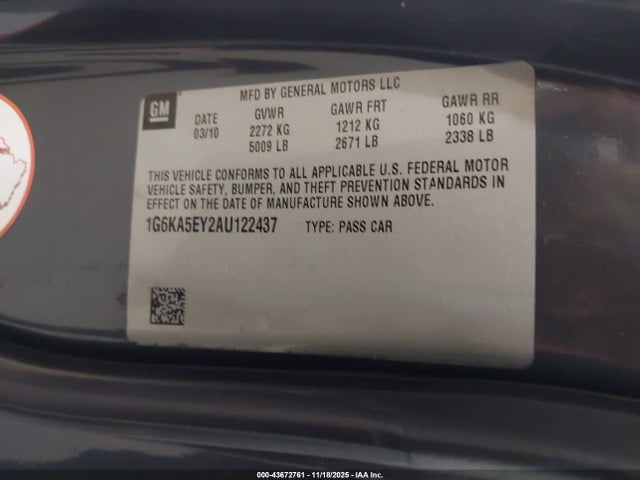 MFD BY GENERAL MOTORS LLC
GM
DATE GVWR GAWR FRT GAWR RR
03/10 2272 KG 1212 KG 1060 KG
5009 LB 2671 LB 2338 LB
THIS VEHICLE CONFORMS TO ALL APPLICABLE U.S. FEDERAL MOTOR
VEHICLE SAFETY, BUMPER, AND THEFT PREVENTION STANDARDS IN
EFFECT ON THE DATE OF MANUFACTURE SHOWN ABOVE.
1G6KA5EY2AU122437 TYPE: PASS CAR
000-43672761 - 11/18/2025 - IAA Inc.